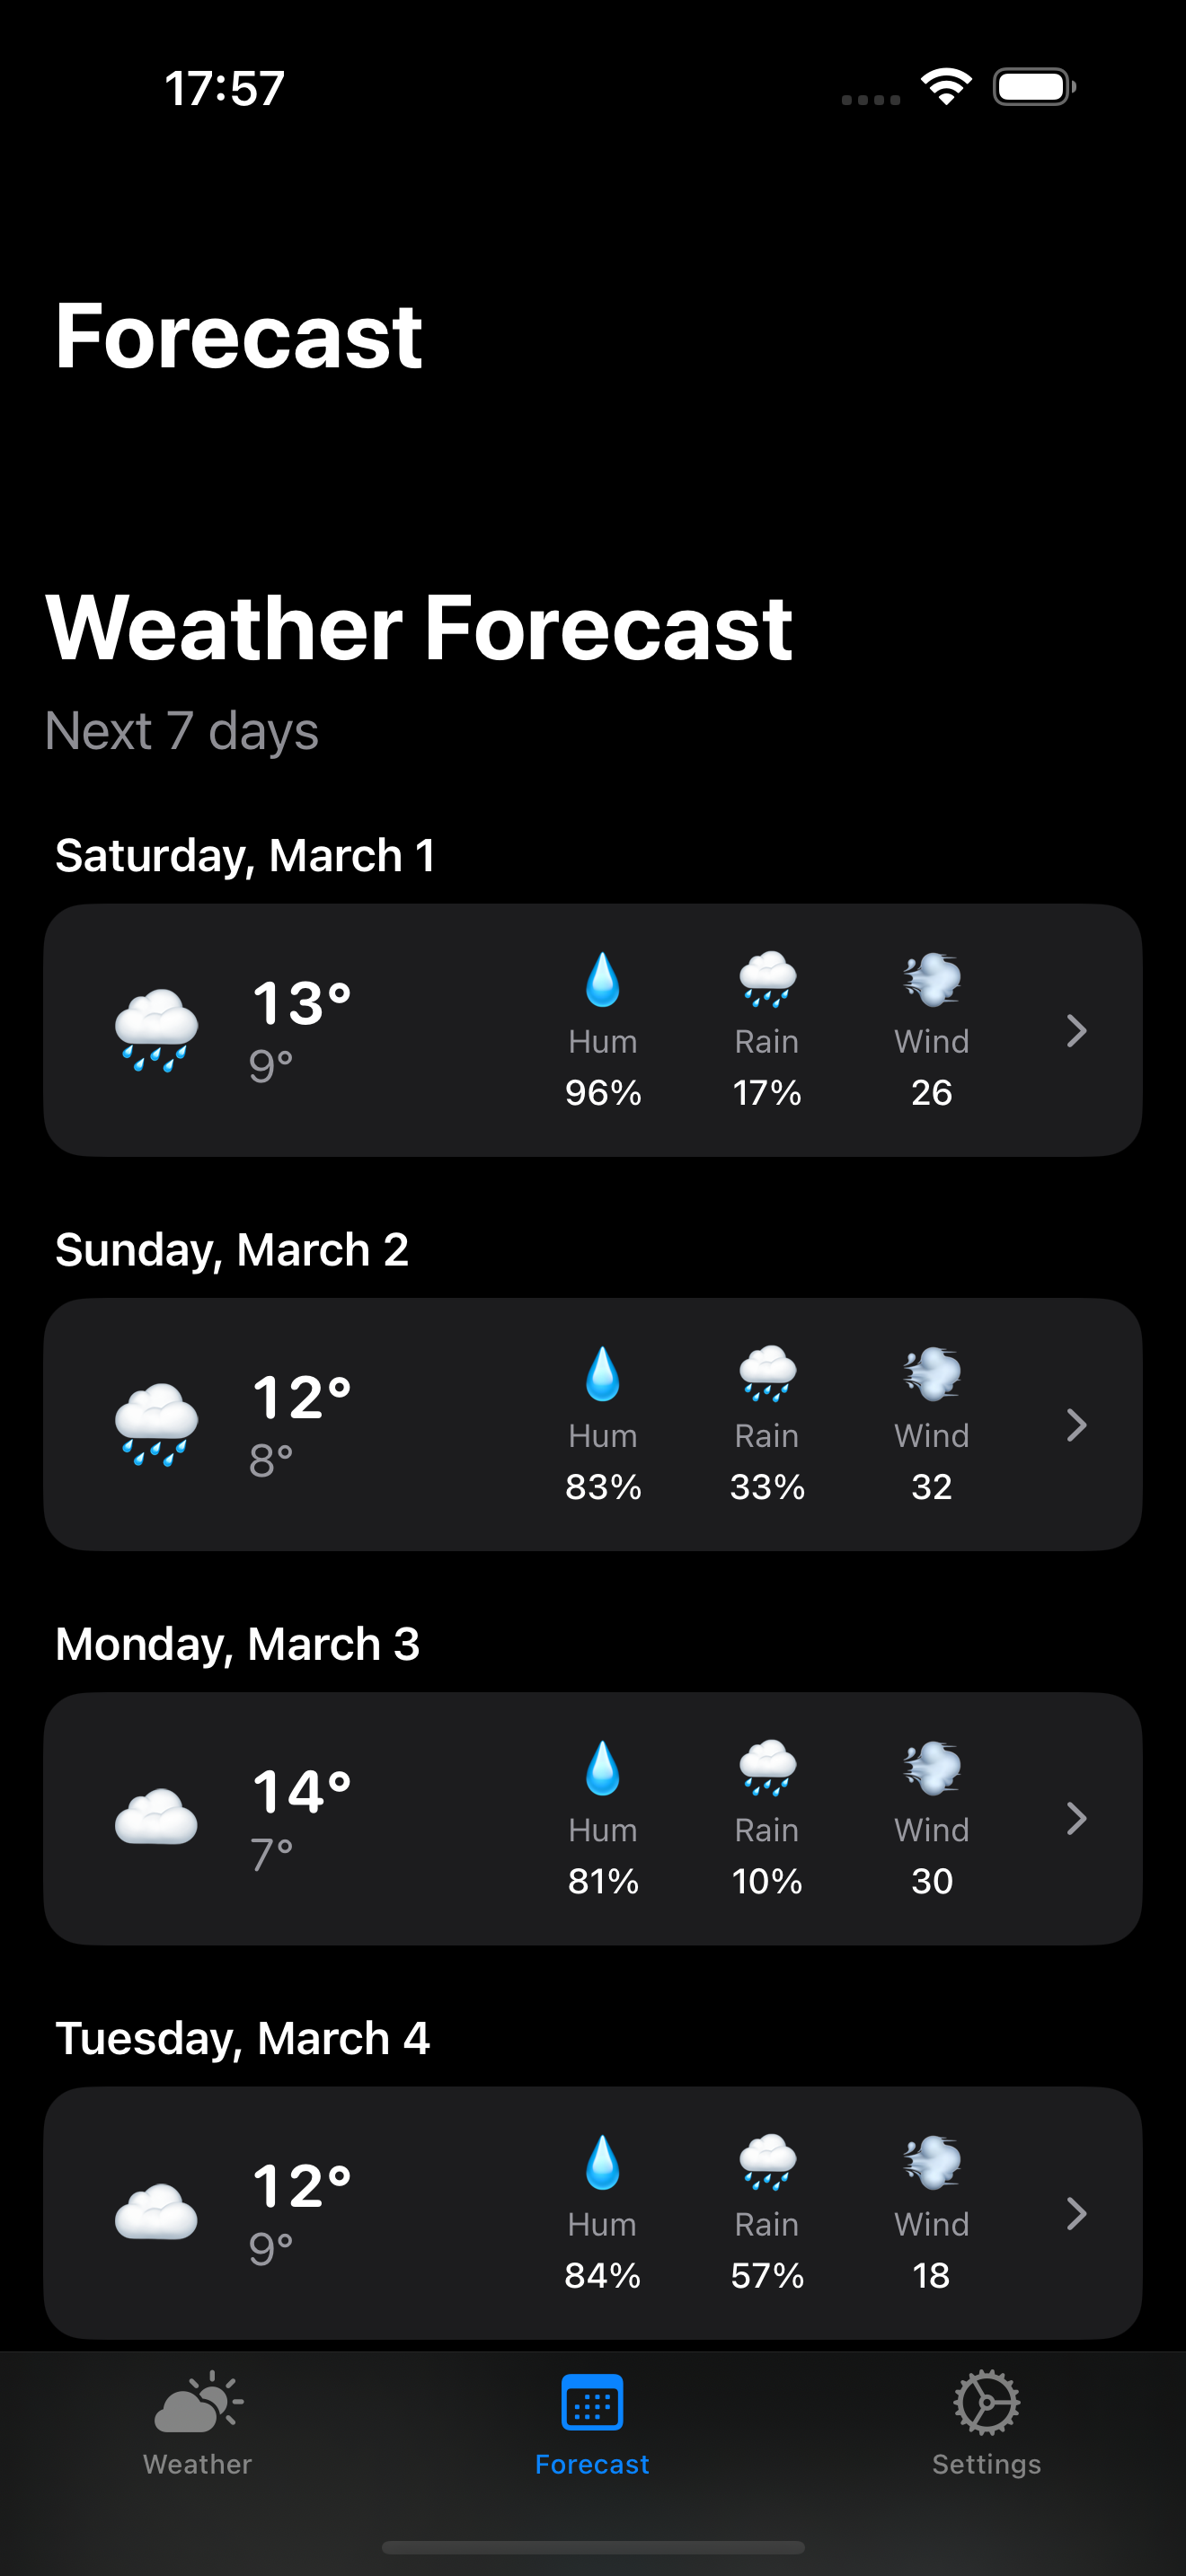 17:57
Forecast
Weather Forecast
Next 7 days
Saturday, March 1
13°
9°
Hum Rain Wind
96% 17% 26
Sunday, March 2
12°
8°
Hum Rain Wind
83% 33% 32
Monday, March 3
14°
7°
Hum Rain Wind
81% 10% 30
Tuesday, March 4
12°
9°
Hum Rain Wind
84% 57% 18
Weather Forecast Settings